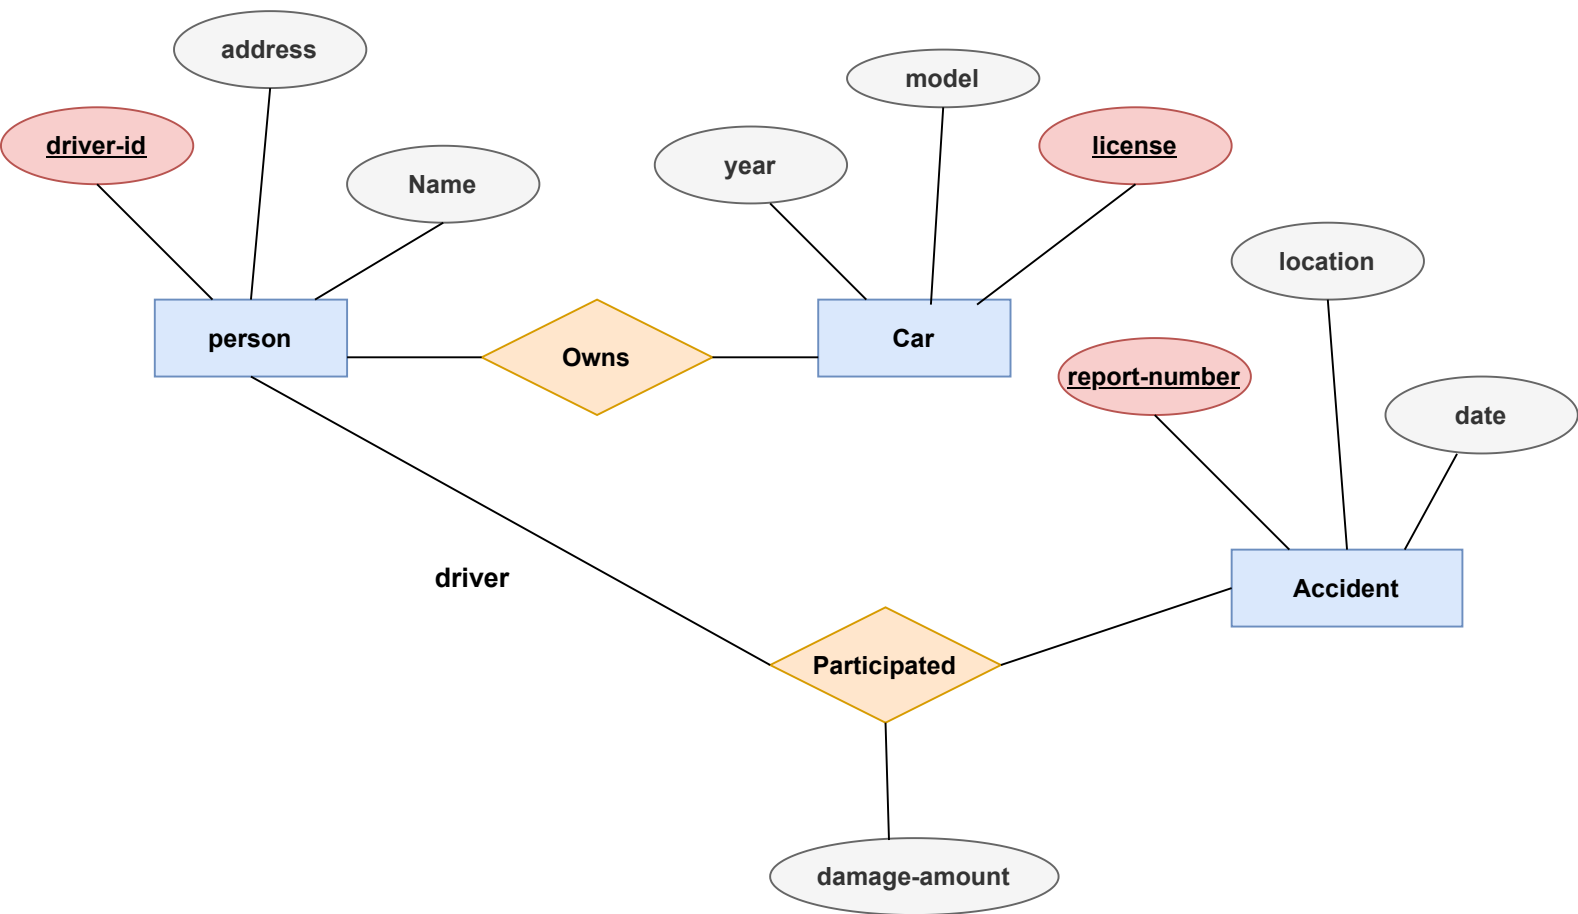 address
model
driver-id
license
year
Name
location
person
Owns
Car
report-number
date
driver
Accident
Participated
damage-amount